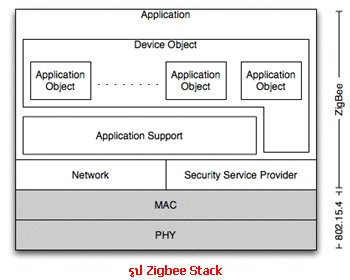 Application
Device Object
Application
Object
. . . . . . . .
Application
Object
Application
Object
Application Support
Network
Security Service Provider
MAC
PHY
ZigBee
802.15.4
รูป Zigbee Stack